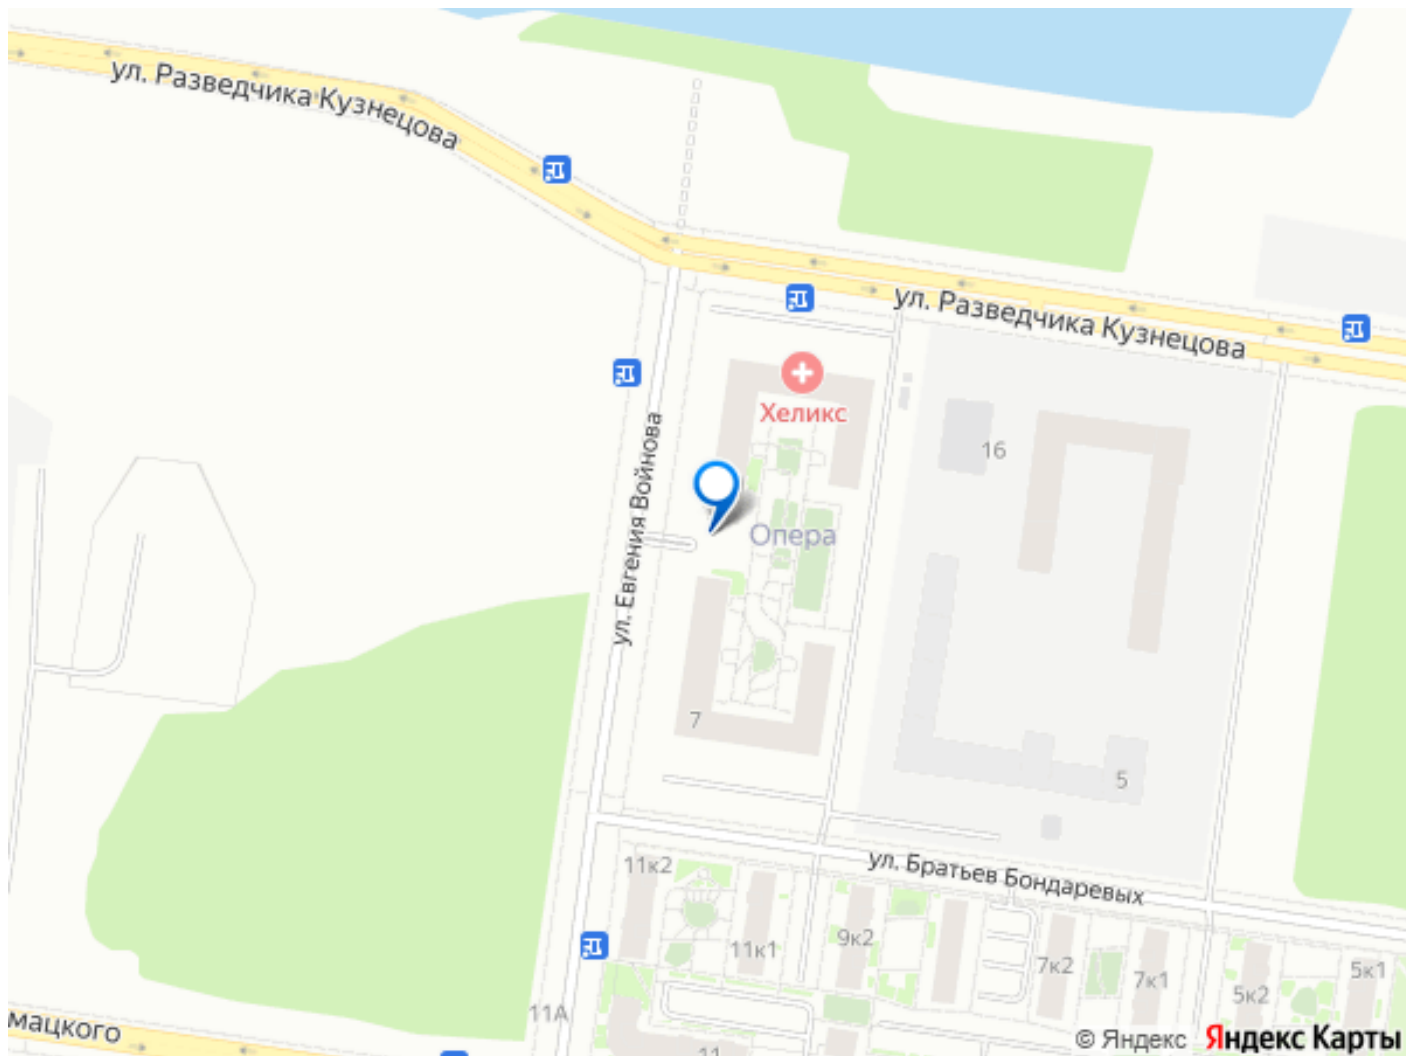 ул. Разведчика Кузнецова
ул. Разведчика Кузнецова
Хеликс
16
ул. Евгения Войнова
Опера
7
5
ул. Братьев Бондаревых
11к2
9к2
11к1
7к2
7к1
5к2
5к1
11А
мацкого
11
© Яндекс Яндекс Карты